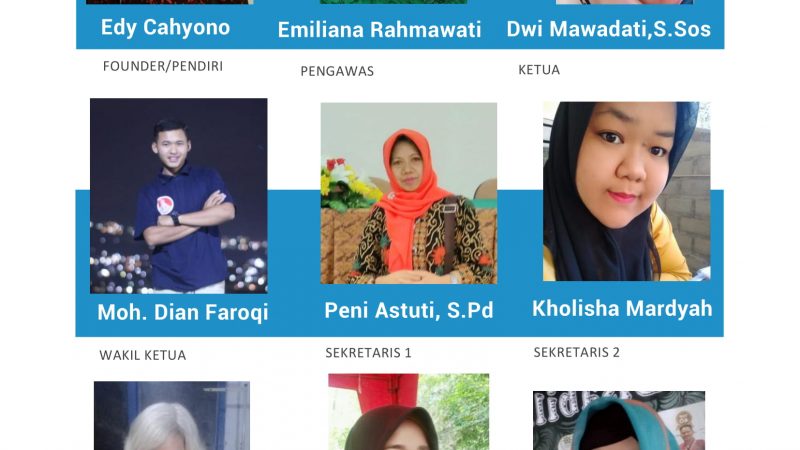 Edy Cahyono
Emiliana Rahmawati
Dwi Mawadati,S.Sos
FOUNDER/PENDIRI
PENGAWAS
KETUA
Moh. Dian Faroqi
Peni Astuti, S.Pd
Kholisha Mardyah
WAKIL KETUA
SEKRETARIS 1
SEKRETARIS 2